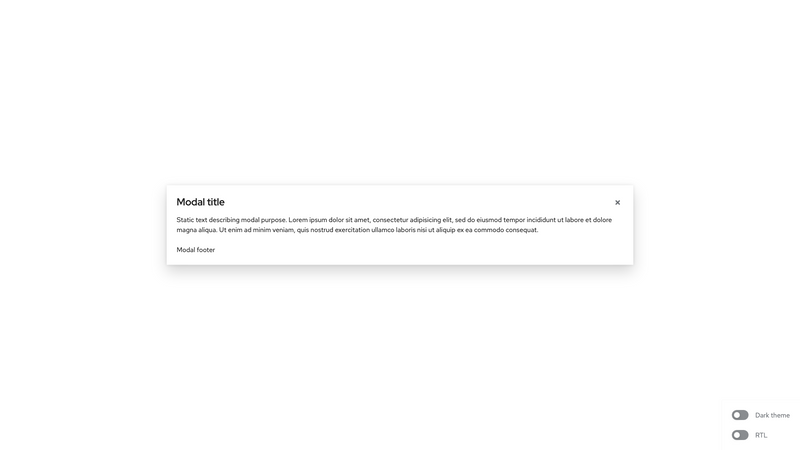 Modal title
Static text describing modal purpose. Lorem ipsum dolor sit amet, consectetur adipisicing elit, sed do eiusmod tempor incididunt ut labore et dolore
magna aliqua. Ut enim ad minim veniam, quis nostrud exercitation ullamco laboris nisi ut aliquip ex ea commodo consequat.
Modal footer
Dark theme
RTL